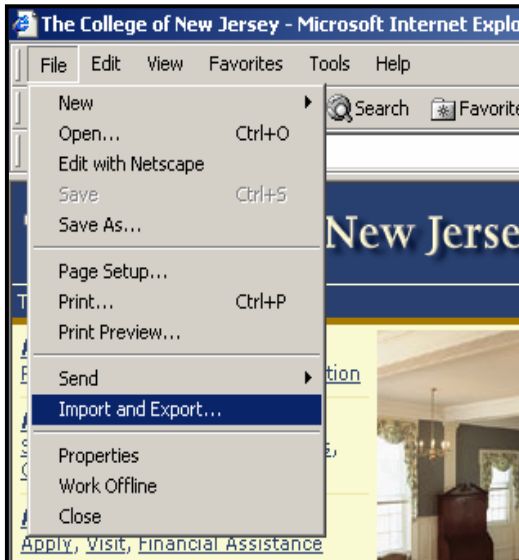 The College of New Jersey - Microsoft Internet Explo
File Edit View Favorites Tools Help
New
Search Favorite
Open... Ctrl+O
Edit with Netscape
Save Ctrl+S
Save As...
New Jerse
Page Setup...
Print... Ctrl+P
Print Preview...
Send
tion
Import and Export...
Properties
Work Offline
Close
Apply, Visit, Financial Assistance